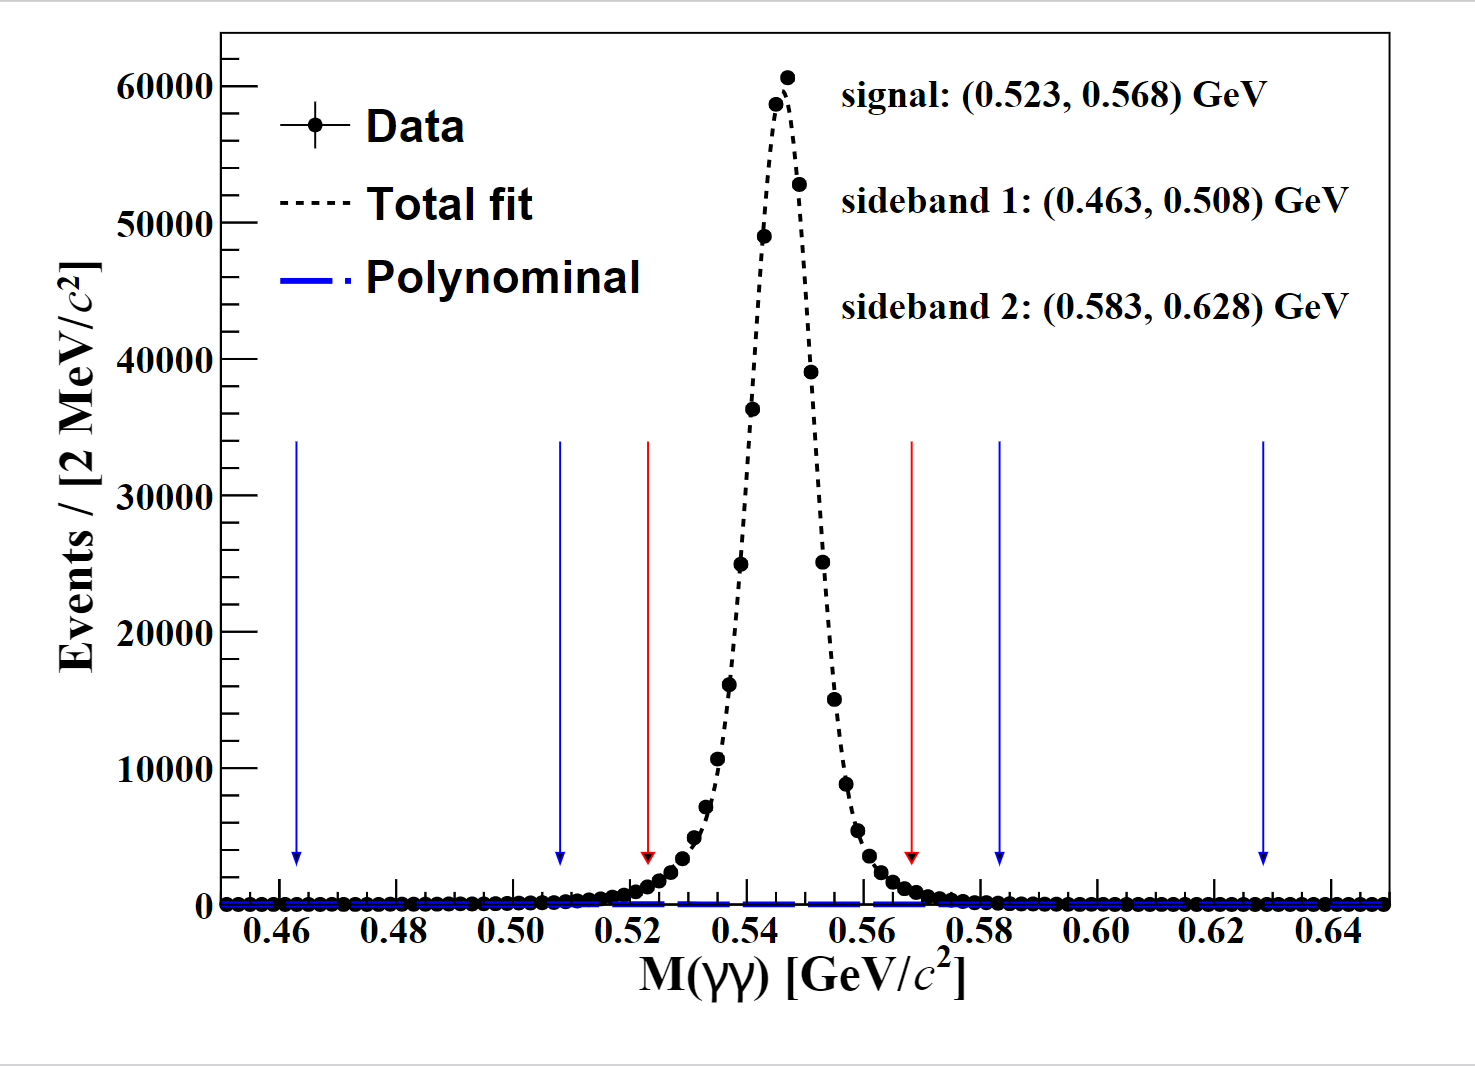 60000
50000
40000
30000
20000
10000
0
Events / [2 MeV/c²]
Data
Total fit
Polynominal
signal: (0.523, 0.568) GeV
sideband 1: (0.463, 0.508) GeV
sideband 2: (0.583, 0.628) GeV
0.46 0.48 0.50 0.52 0.54 0.56 0.58 0.60 0.62 0.64
M(γγ) [GeV/c²]